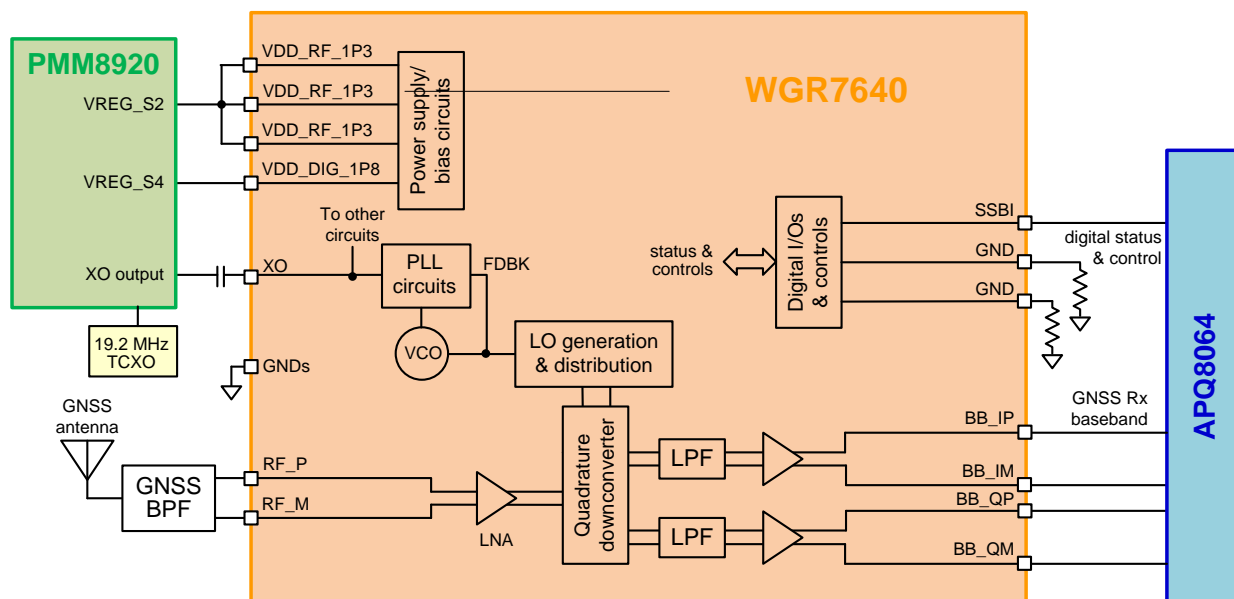 PMM8920
VREG_S2
VREG_S4
XO output
19.2 MHz
TCXO
GNSS
antenna
GNSS
BPF
WGR7640
VDD_RF_1P3
VDD_RF_1P3
VDD_RF_1P3
VDD_DIG_1P8
Power supply/
bias circuits
To other
circuits
XO
PLL
circuits
FDBK
VCO
GNDs
LO generation
& distribution
status &
controls
Digital I/Os
& controls
SSBI
GND
GND
digital status
& control
RF_P
RF_M
LNA
Quadrature
downconverter
LPF
LPF
BB_IP
BB_IM
BB_QP
BB_QM
GNSS Rx
baseband
APQ8064